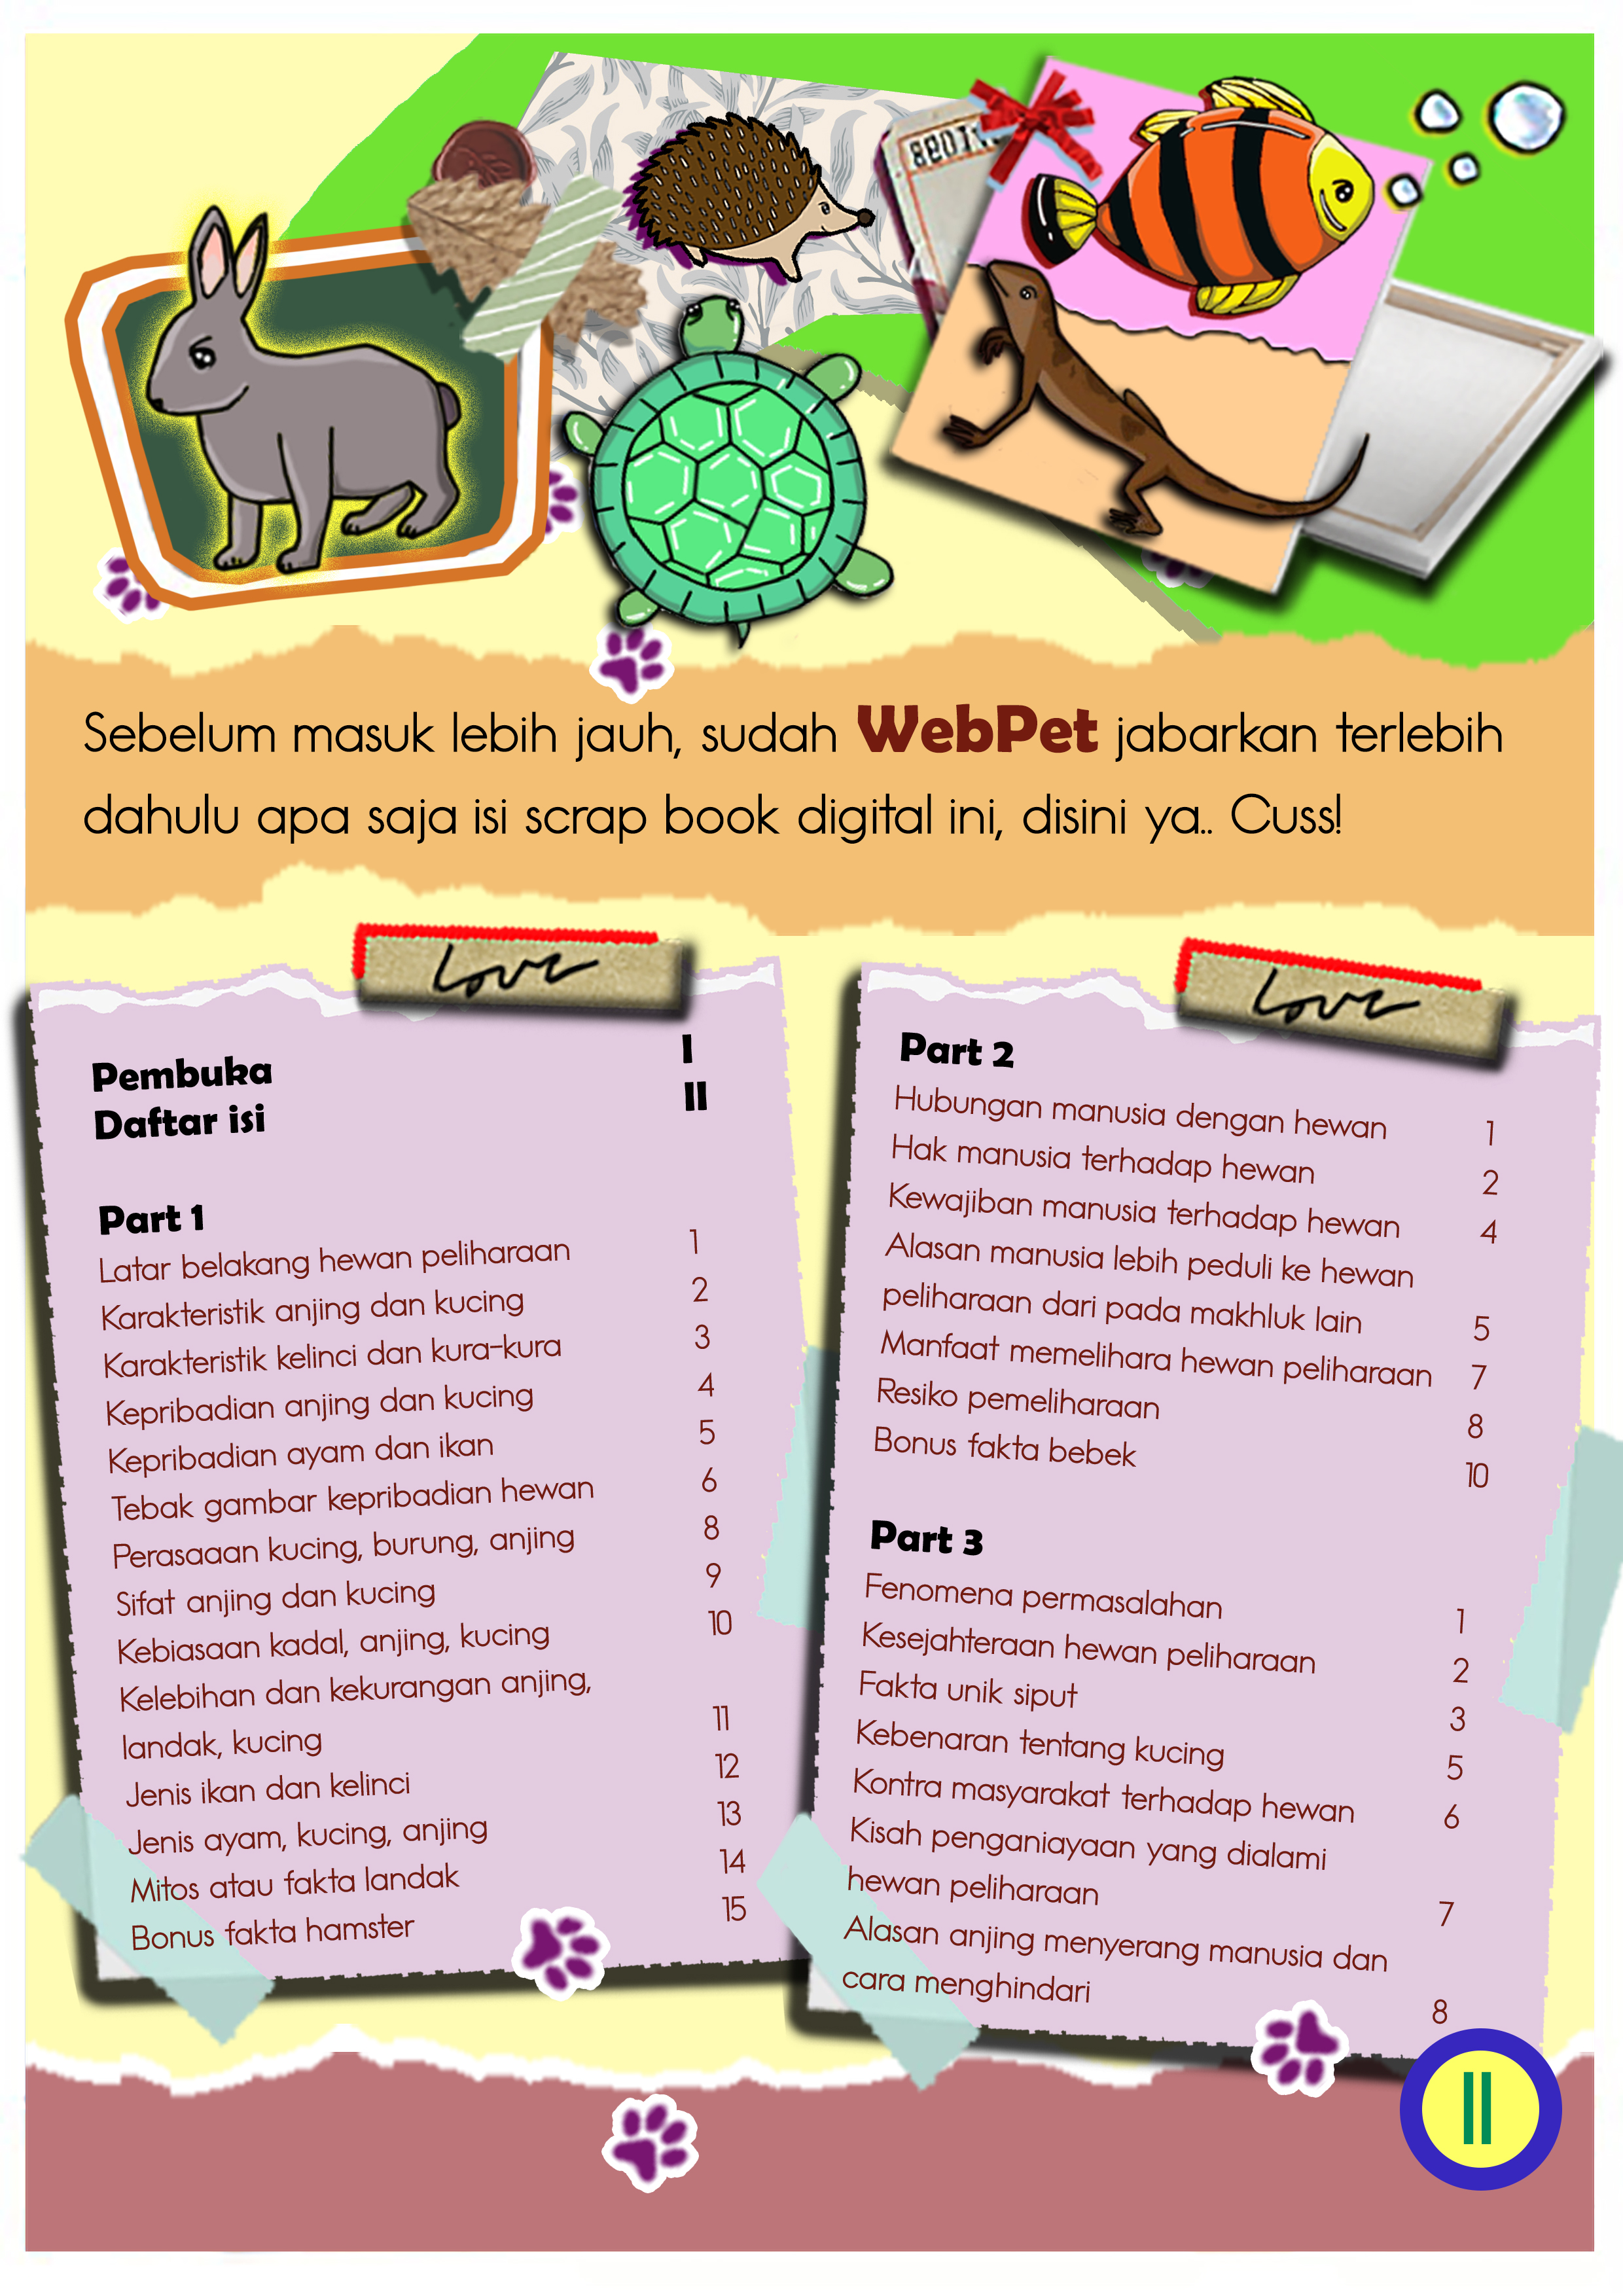 Sebelum masuk lebih jauh, sudah WebPet jabarkan terlebih
dahulu apa saja isi scrap book digital ini, disini ya.. Cuss!
Love
Pembuka I
Daftar isi II
Part 1
Latar belakang hewan peliharaan 1
Karakteristik anjing dan kucing 2
Karakteristik kelinci dan kura-kura 3
Kepribadian anjing dan kucing 4
Kepribadian ayam dan ikan 5
Tebak gambar kepribadian hewan 6
Perasaaan kucing, burung, anjing 8
Sifat anjing dan kucing 9
Kebiasaan kadal, anjing, kucing 10
Kelebihan dan kekurangan anjing,
landak, kucing 11
Jenis ikan dan kelinci 12
Jenis ayam, kucing, anjing 13
Mitos atau fakta landak 14
Bonus fakta hamster 15
Love
Part 2
Hubungan manusia dengan hewan 1
Hak manusia terhadap hewan 2
Kewajiban manusia terhadap hewan 4
Alasan manusia lebih peduli ke hewan
peliharaan dari pada makhluk lain 5
Manfaat memelihara hewan peliharaan 7
Resiko pemeliharaan 8
Bonus fakta bebek 10
Part 3
Fenomena permasalahan 1
Kesejahteraan hewan peliharaan 2
Fakta unik siput 3
Kebenaran tentang kucing 5
Kontra masyarakat terhadap hewan 6
Kisah penganiayaan yang dialami
hewan peliharaan 7
Alasan anjing menyerang manusia dan
cara menghindari 8
II